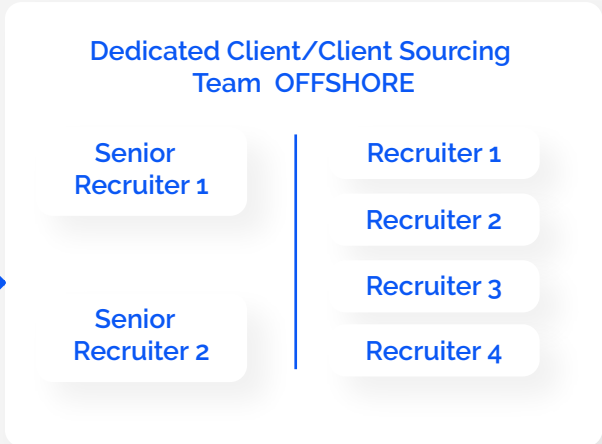 Dedicated Client/Client Sourcing
Team OFFSHORE
Senior
Recruiter 1
Senior
Recruiter 2
Recruiter 1
Recruiter 2
Recruiter 3
Recruiter 4